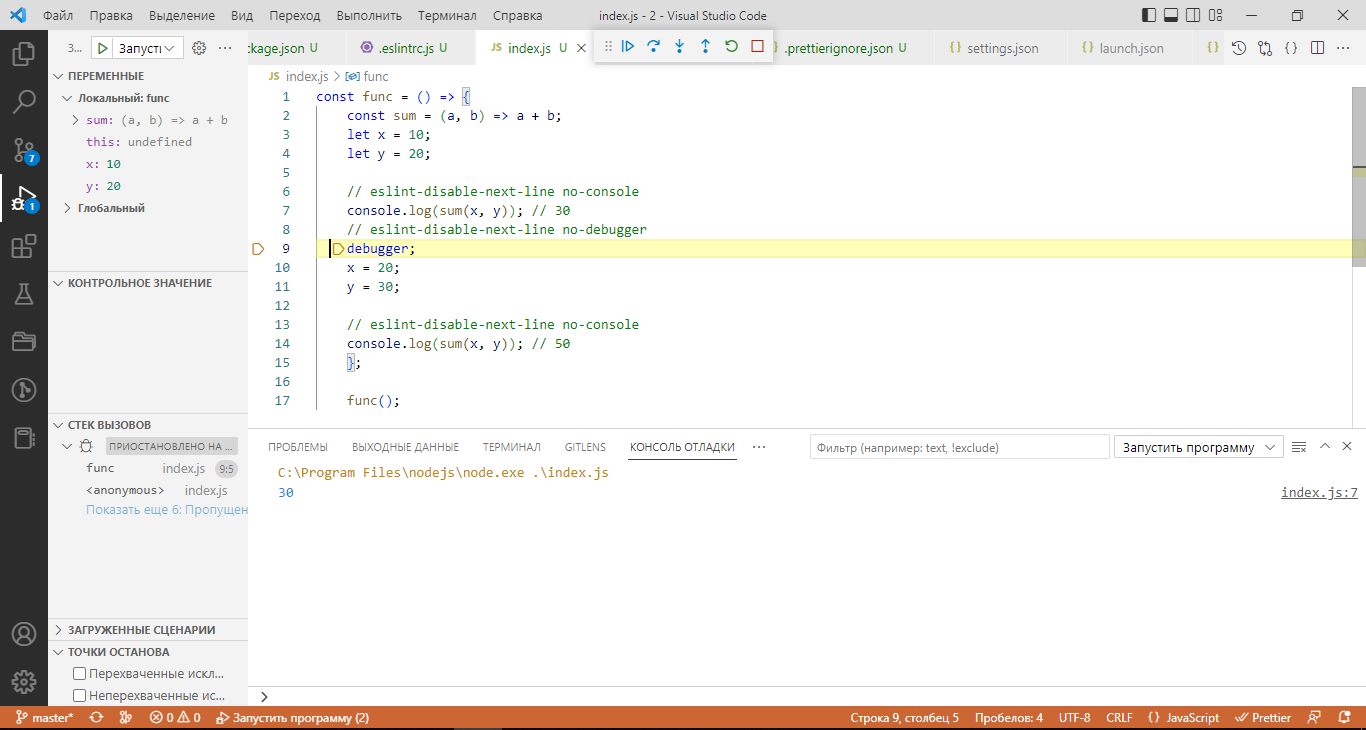 Файл Правка Выделение Вид Переход Выполнить Терминал Справка index.js - 2 - Visual Studio Code
З... Запусті ... ckage.json U .eslintrc.js U JS index.js U .prettierignore.json U {} settings.json {} launch.json {}
ПЕРЕМЕННЫЕ
Локальный: func
sum: (a, b) => a + b
this: undefined
x: 10
y: 20
Глобальный
КОНТРОЛЬНОЕ ЗНАЧЕНИЕ
СТЕК ВЫЗОВОВ
ПРИОСТАНОВЛЕНО НА ...
func index.js 9:5
<anonymous> index.js
Показать еще 6: Пропущен
ЗАГРУЖЕННЫЕ СЦЕНАРИИ
ТОЧКИ ОСТАНОВА
Перехваченные искл...
Неперехваченные ис...
7
1
JS index.js > func
1 const func = () => {
2 const sum = (a, b) => a + b;
3 let x = 10;
4 let y = 20;
5
6 // eslint-disable-next-line no-console
7 console.log(sum(x, y)); // 30
8 // eslint-disable-next-line no-debugger
9 debugger;
10 x = 20;
11 y = 30;
12
13 // eslint-disable-next-line no-console
14 console.log(sum(x, y)); // 50
15 };
16
17 func();
ПРОБЛЕМЫ ВЫХОДНЫЕ ДАННЫЕ ТЕРМИНАЛ GITLENS КОНСОЛЬ ОТЛАДКИ ... Фильтр (например: text, !exclude) Запустить программу
C:\Program Files\nodejs\node.exe .\index.js
30 index.js:7
>
master* 0 0 Запустить программу (2) Строка 9, столбец 5 Пробелов: 4 UTF-8 CRLF {} JavaScript Prettier